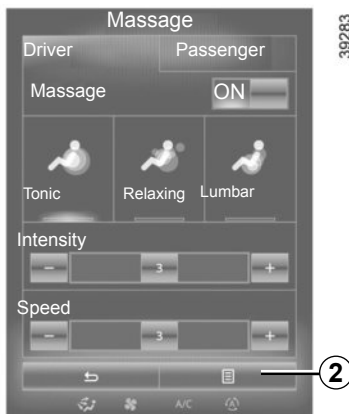 Massage
39283
Driver Passenger
Massage ON
Tonic Relaxing Lumbar
Intensity
- 3 +
Speed
- 3 +
2
A/C A